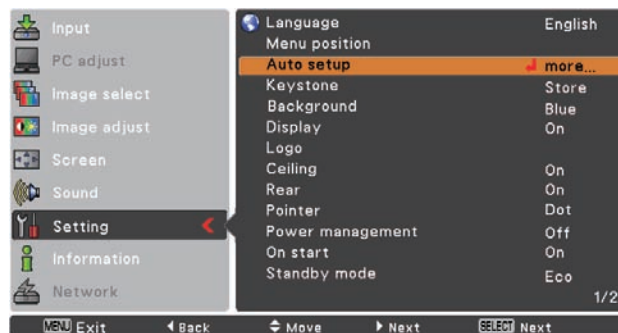 Input
PC adjust
Image select
Image adjust
Screen
Sound
Setting
Information
Network
Language English
Menu position
Auto setup more...
Keystone Store
Background Blue
Display On
Logo
Ceiling On
Rear On
Pointer Dot
Power management Off
On start On
Standby mode Eco
1/2
MENU Exit Back Move Next SELECT Next